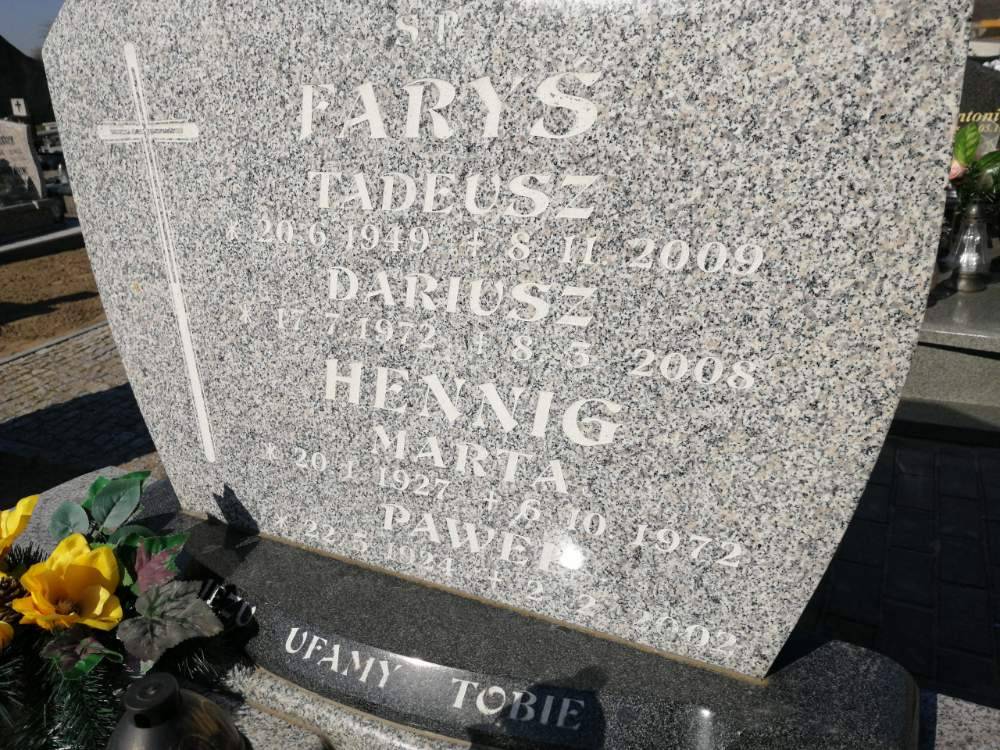 Ś P
FARYŚ
TADEUSZ
* 20 6 1949 † 8. 11. 2009
DARIUSZ
* 17. 7. 1972 † 8. 3. 2008
HENNIG
MARTA
* 20. 1. 1927 † 6. 10. 1972
PAWEŁ
* 22. 5. 1924 † 2. 2. 2002
UFAMY TOBIE
ntoni